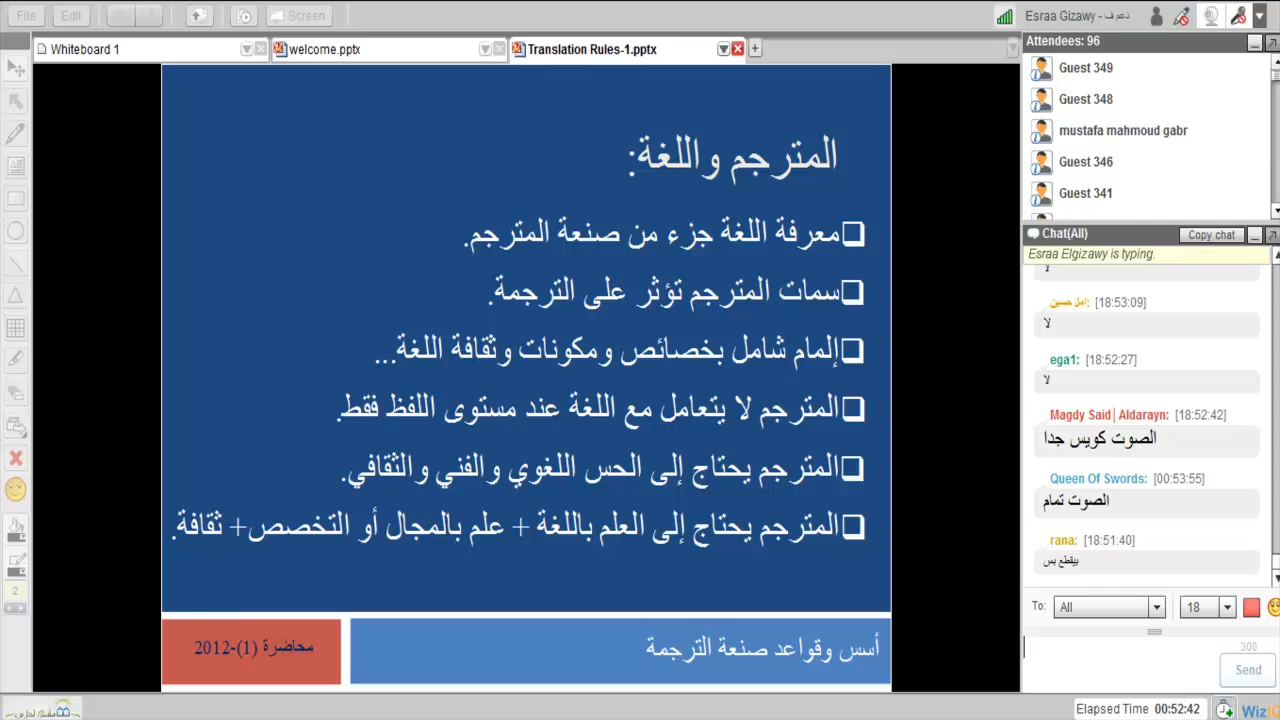 File
Edit
Screen
Esraa Gizawy - دعم ف
Whiteboard 1
welcome.pptx
Translation Rules-1.pptx
Attendees: 96
Guest 349
Guest 348
mustafa mahmoud gabr
Guest 346
Guest 341
المترجم واللغة:
معرفة اللغة جزء من صنعة المترجم.
سمات المترجم تؤثر على الترجمة.
إلمام شامل بخصائص ومكونات وثقافة اللغة...
المترجم لا يتعامل مع اللغة عند مستوى اللفظ فقط.
المترجم يحتاج إلى الحس اللغوي والفني والثقافي.
المترجم يحتاج إلى العلم باللغة + علم بالمجال أو التخصص+ ثقافة.
أسس وقواعد صنعة الترجمة
محاضرة (1)-2012
Chat(All)
Copy chat
Esraa Elgizawy is typing.
لا
امل حسين: [18:53:09]
لا
ega1: [18:52:27]
لا
Magdy Said| Aldarayn: [18:52:42]
الصوت كويس جدا
Queen Of Swords: [00:53:55]
الصوت تمام
rana: [18:51:40]
بيقطع بس
To:
All
18
300
Send
2
Elapsed Time 00:52:42